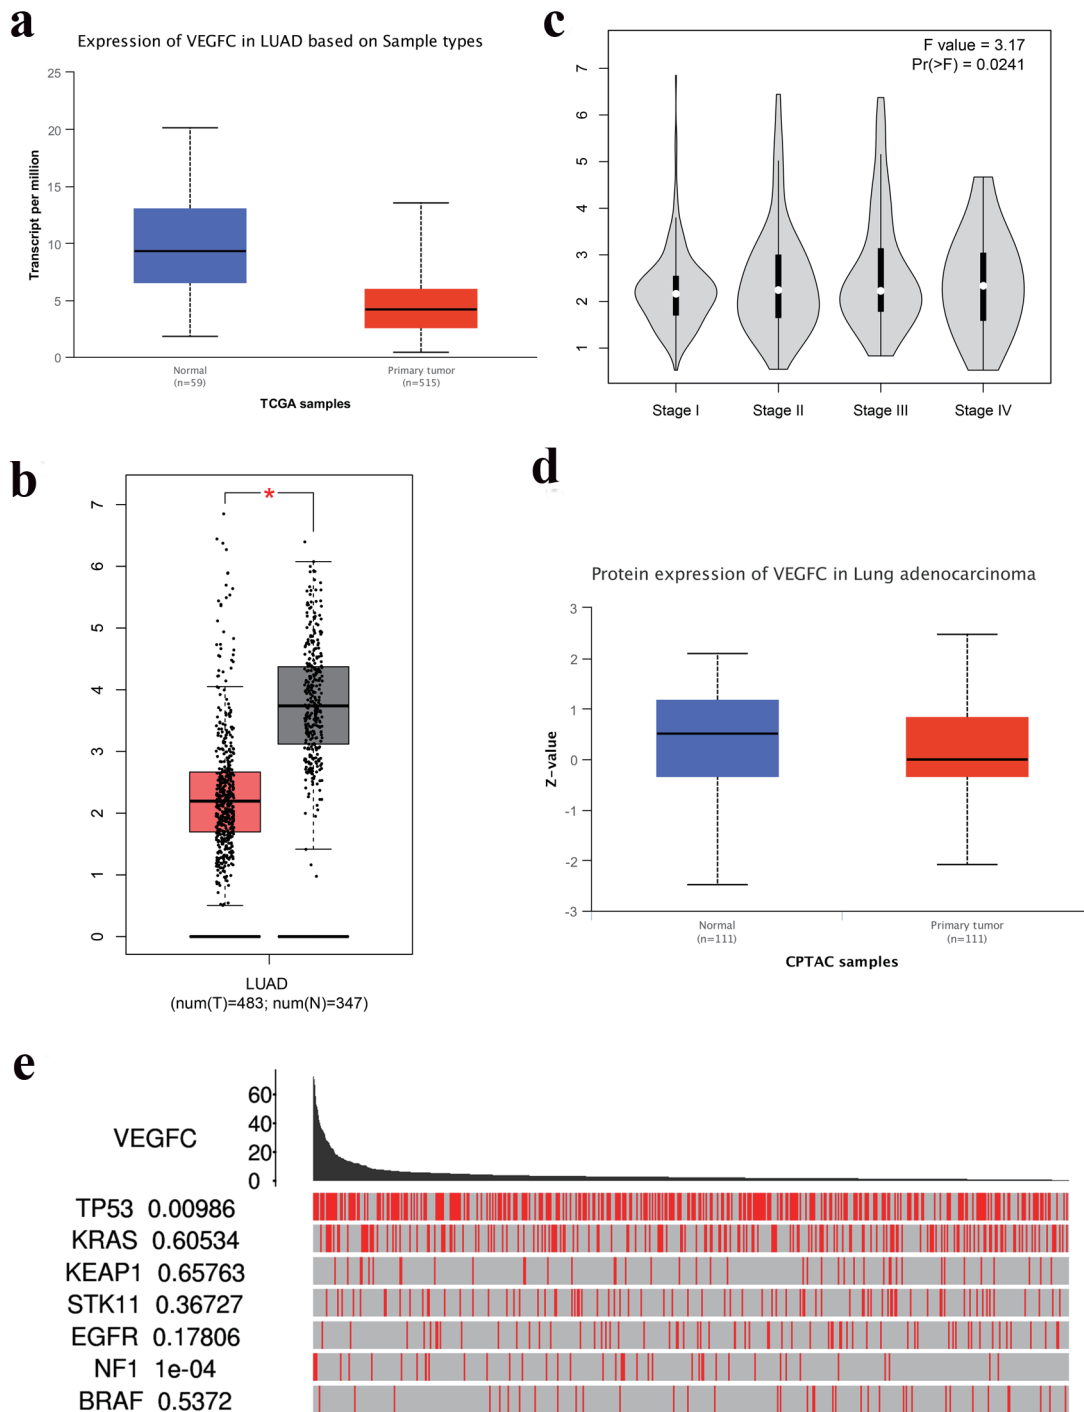 a
Expression of VEGFC in LUAD based on Sample types
Transcript per million
25
20
15
10
5
0
Normal
(n=59)
Primary tumor
(n=515)
TCGA samples
c
F value = 3.17
Pr(>F) = 0.0241
7
6
5
4
3
2
1
Stage I
Stage II
Stage III
Stage IV
b
*
7
6
5
4
3
2
1
0
LUAD
(num(T)=483; num(N)=347)
d
Protein expression of VEGFC in Lung adenocarcinoma
Z-value
3
2
1
0
-1
-2
-3
Normal
(n=111)
Primary tumor
(n=111)
CPTAC samples
e
VEGFC
60
40
20
0
TP53 0.00986
KRAS 0.60534
KEAP1 0.65763
STK11 0.36727
EGFR 0.17806
NF1 1e-04
BRAF 0.5372